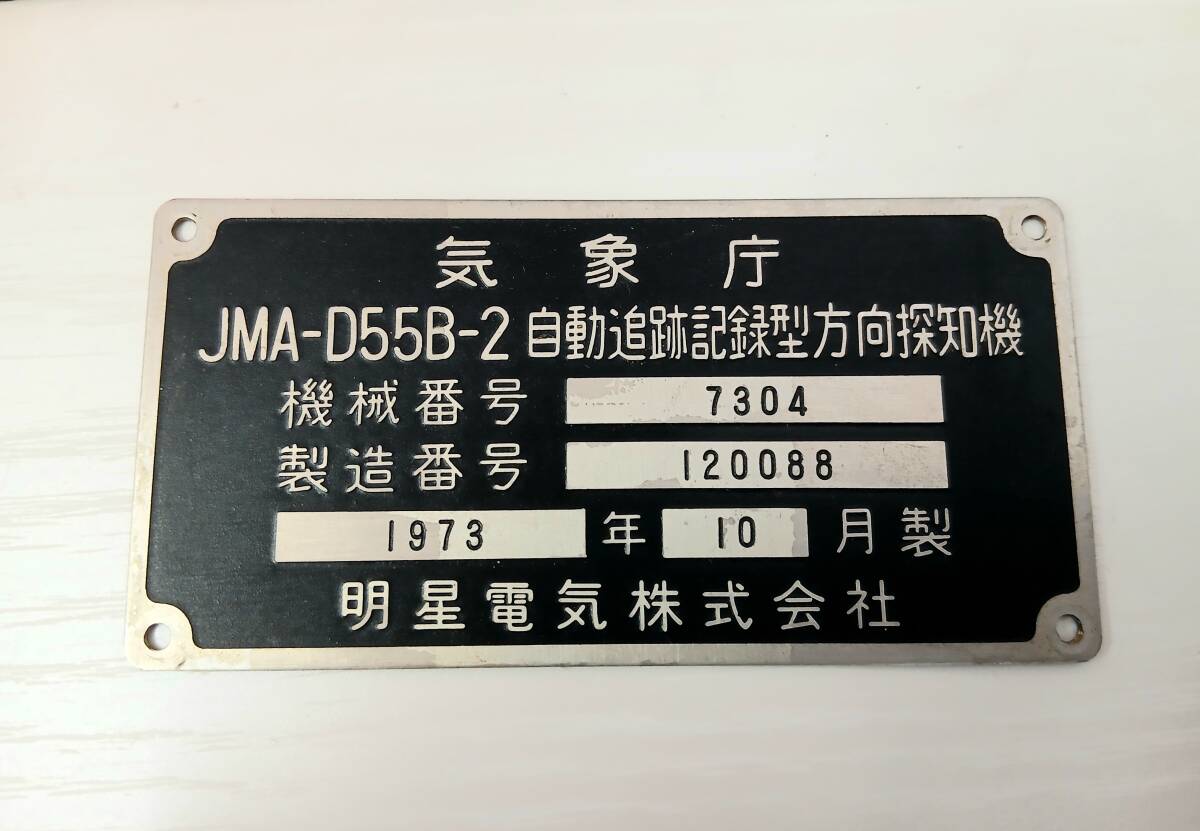 気象庁
JMA-D55B-2 自動追跡記録型方向探知機
機械番号 7304
製造番号 120088
1973 年 10 月製
明星電気株式会社